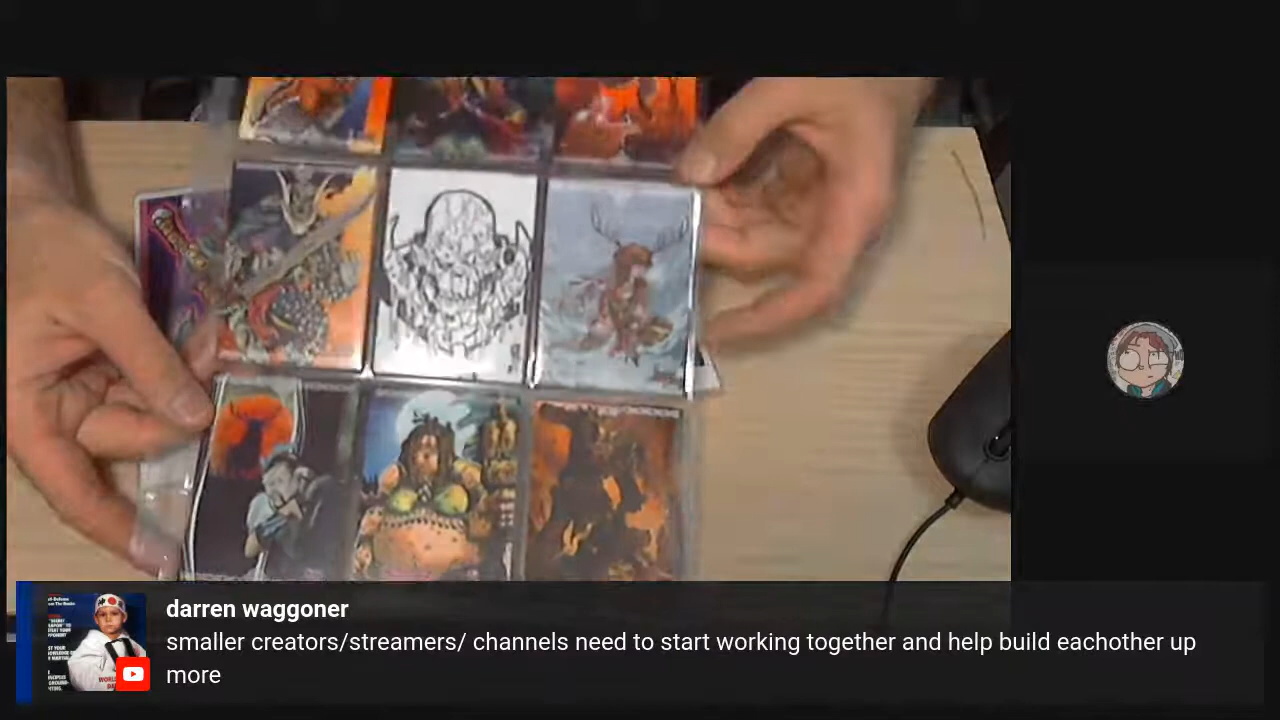 darren waggoner
smaller creators/streamers/ channels need to start working together and help build eachother up
more